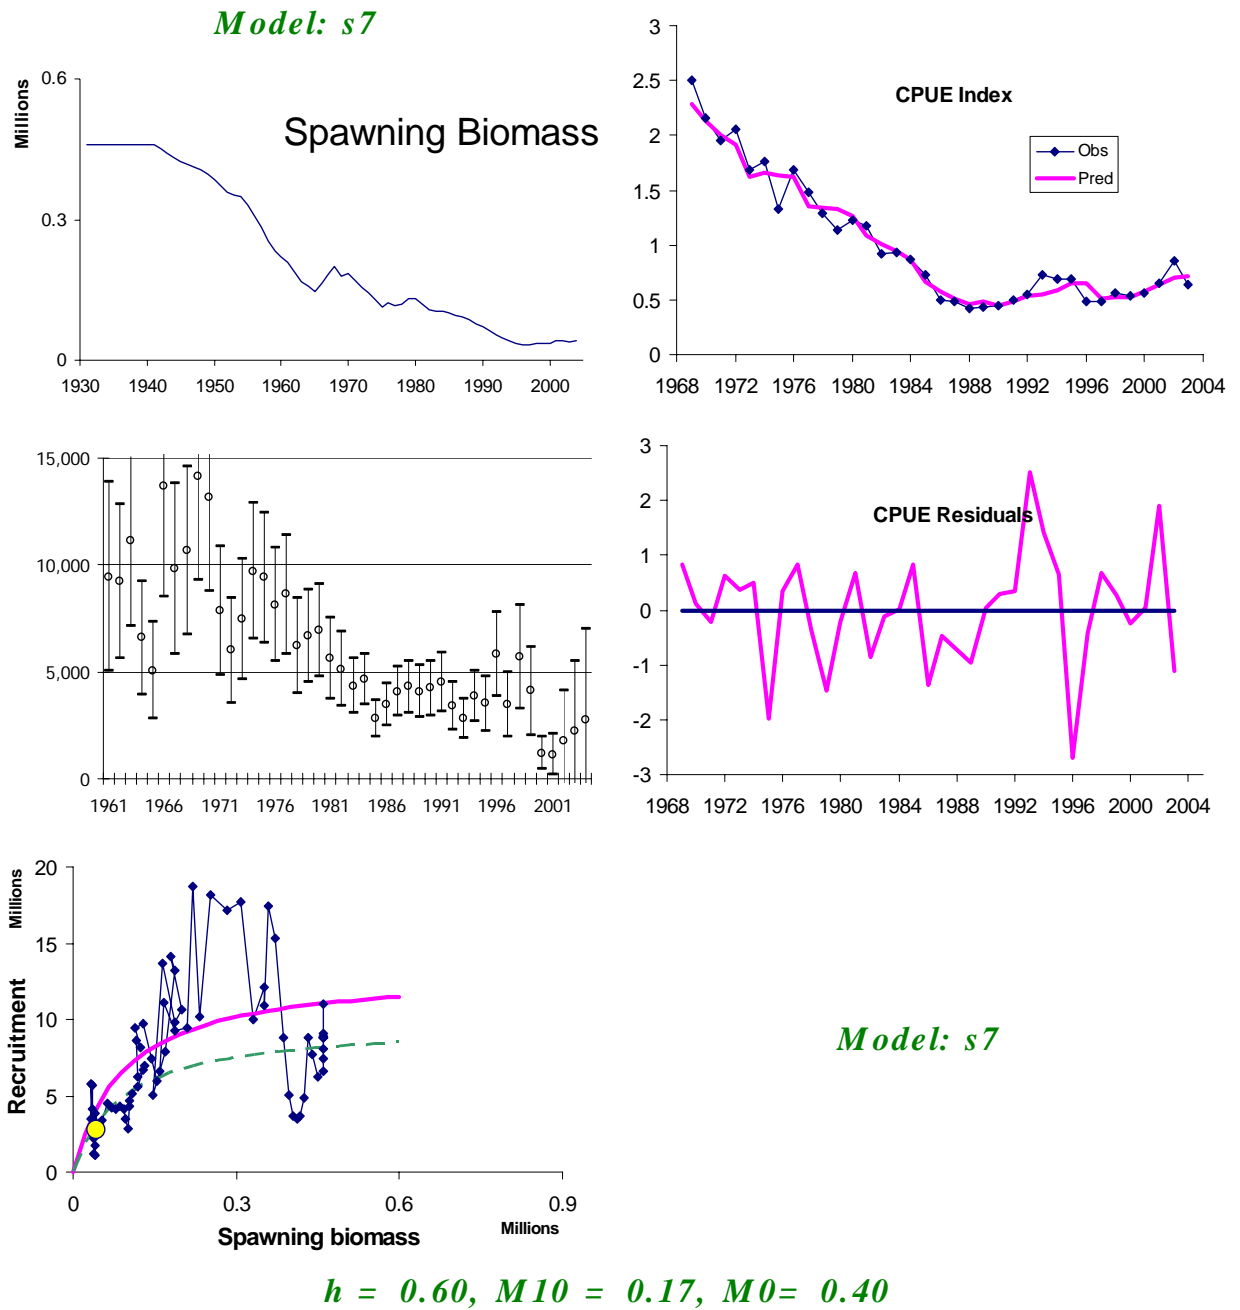 Model: s7
Millions
0.6
0.3
0
Spawning Biomass
1930 1940 1950 1960 1970 1980 1990 2000
3
2.5
2
1.5
1
0.5
0
CPUE Index
Obs
Pred
1968 1972 1976 1980 1984 1988 1992 1996 2000 2004
15,000
10,000
5,000
0
1961 1966 1971 1976 1981 1986 1991 1996 2001
3
2
1
0
-1
-2
-3
CPUE Residuals
1968 1972 1976 1980 1984 1988 1992 1996 2000 2004
Millions
Recruitment
20
15
10
5
0
0 0.3 0.6 0.9
Spawning biomass
Millions
Model: s7
h = 0.60, M10 = 0.17, M0= 0.40